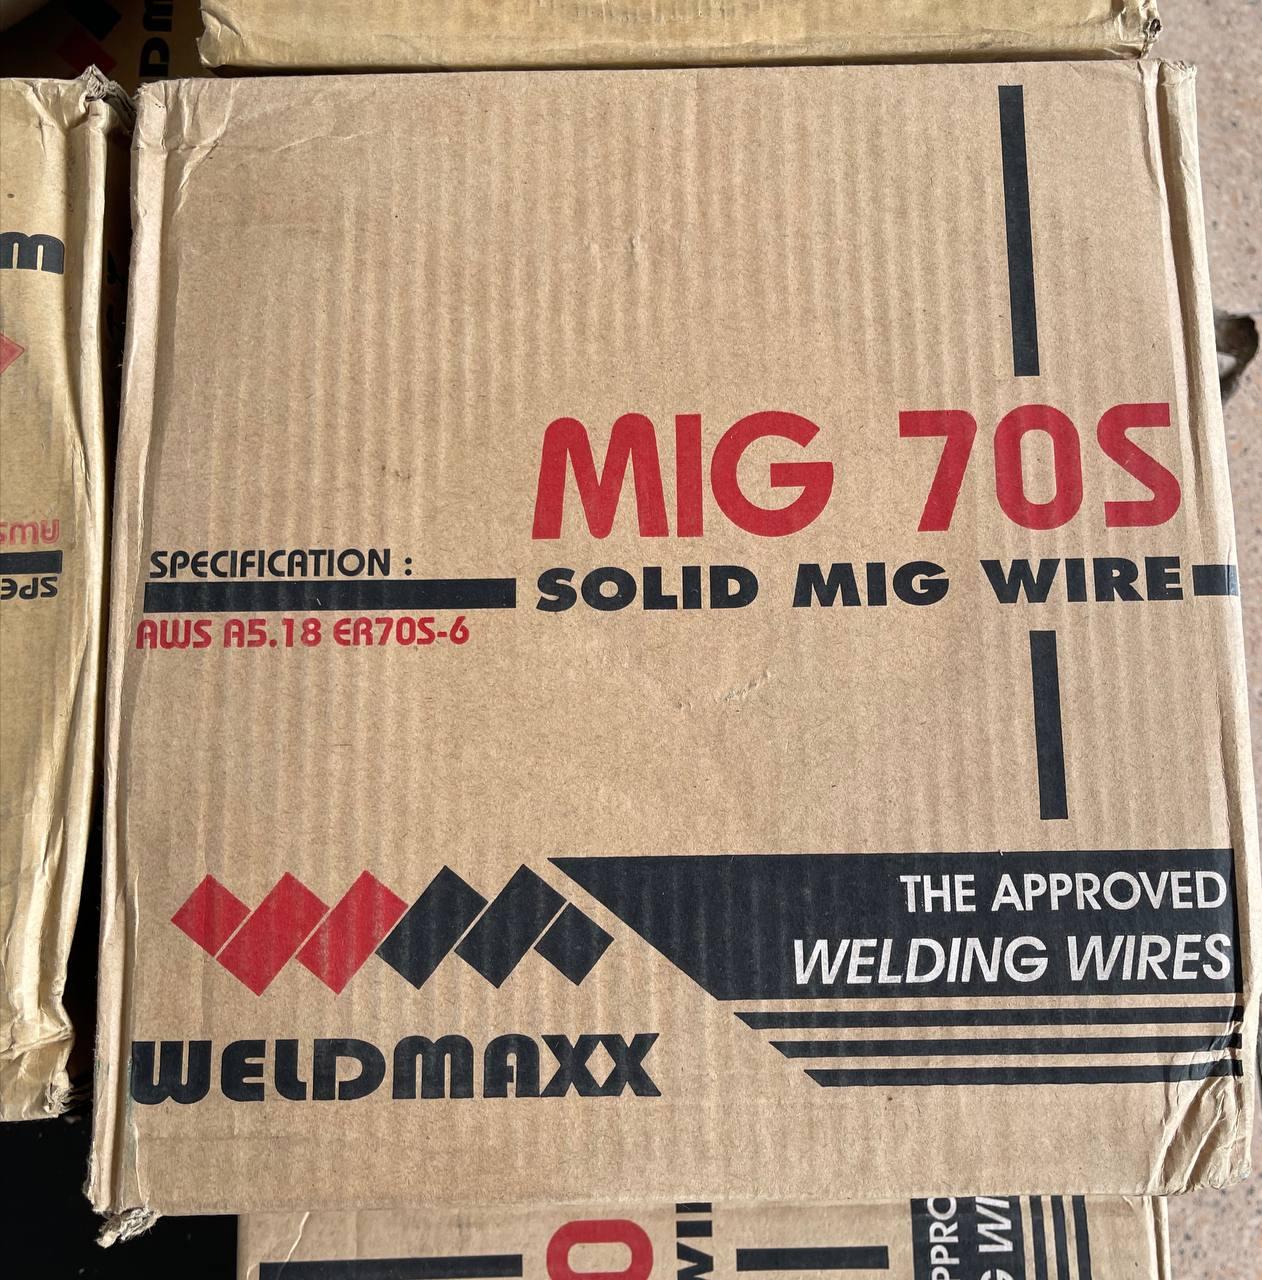 MIG 70S
SPECIFICATION :
SOLID MIG WIRE
AWS A5.18 ER70S-6
THE APPROVED
WELDING WIRES
WELDMAXX